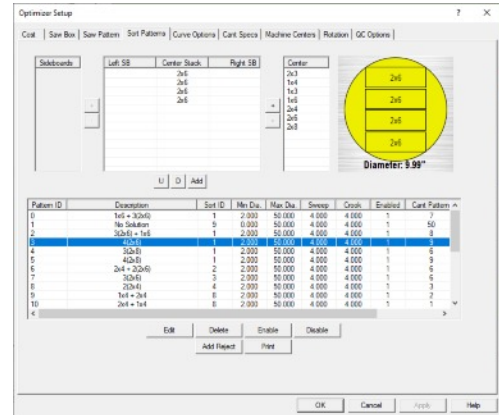 Optimizer Setup ? ×
Cost Saw Box Saw Pattern Sort Patterns Curve Options Cant Specs Machine Centers Rotation QC Options
Sideboards Left SB Center Stack Right SB Center
2x6 2x3
2x6 1x4
2x6 1x3
2x6 1x6
2x4
2x6
2x8
+
-
2x6
2x6
2x6
2x6
Diameter: 9.99"
U D Add
Pattern ID Description Sort ID Min Dia. Max Dia. Sweep Crook Enabled Cant Pattern
0 1x6 + 3(2x6) 1 2.000 50.000 4.000 4.000 1 7
1 No Solution 9 0.000 50.000 4.000 4.000 1 50
2 3(2x6) + 1x6 1 2.000 50.000 4.000 4.000 1 8
3 4(2x6) 1 2.000 50.000 4.000 4.000 1 9
4 3(2x8) 1 2.000 50.000 4.000 4.000 1 6
5 4(2x8) 1 2.000 50.000 4.000 4.000 1 9
6 2x4 + 2(2x6) 2 2.000 50.000 4.000 4.000 1 6
7 3(2x6) 3 2.000 50.000 4.000 4.000 1 6
8 2(2x4) 4 2.000 50.000 4.000 4.000 1 3
9 1x4 + 2x4 8 2.000 50.000 4.000 4.000 1 2
10 2x4 + 1x4 8 2.000 50.000 4.000 4.000 1 1
Edit Delete Enable Disable
Add Reject Print
OK Cancel Apply Help